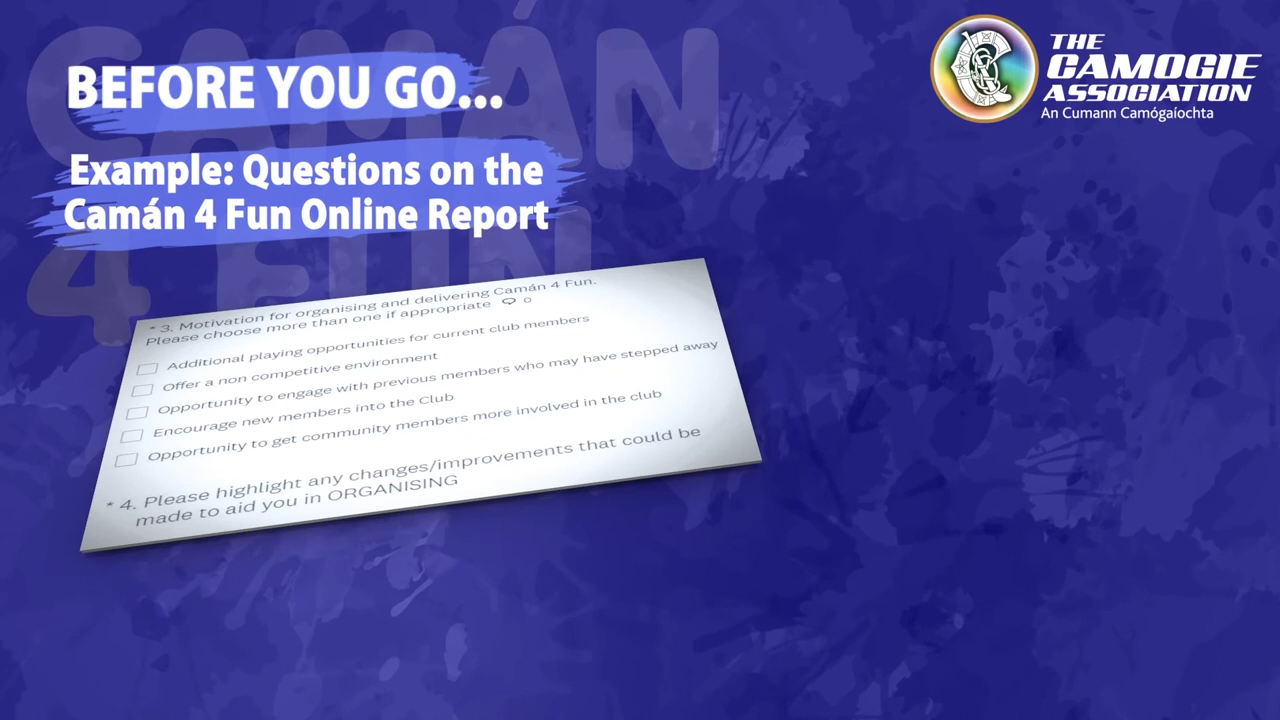 CAMÁN
4 FUN
BEFORE YOU GO...
Example: Questions on the
Camán 4 Fun Online Report
THE
CAMOGIE
ASSOCIATION
An Cumann Camógaíochta
* 3. Motivation for organising and delivering Camán 4 Fun.
Please choose more than one if appropriate 0
Additional playing opportunities for current club members
Offer a non competitive environment
Opportunity to engage with previous members who may have stepped away
Encourage new members into the Club
Opportunity to get community members more involved in the club
* 4. Please highlight any changes/improvements that could be
made to aid you in ORGANISING